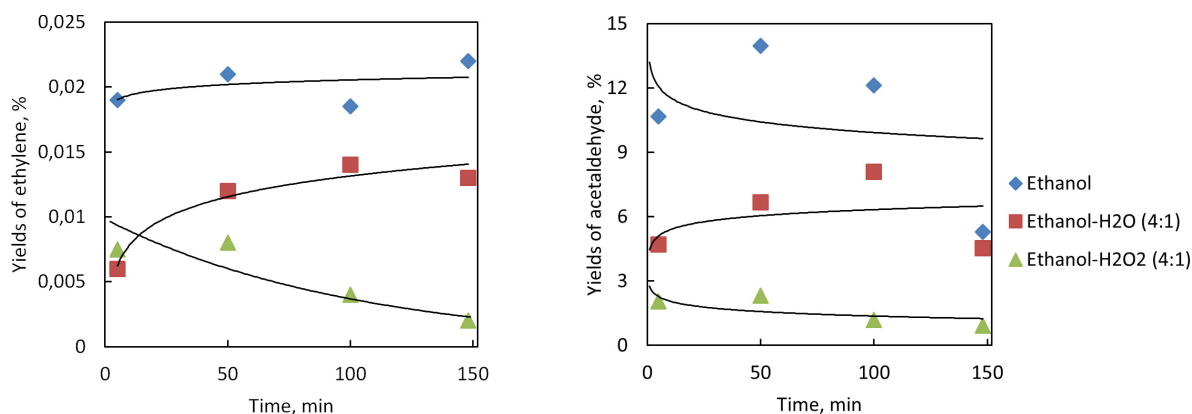 Yields of ethylene, %
0,025
0,02
0,015
0,01
0,005
0
0
50
100
150
Time, min
Yields of acetaldehyde, %
15
12
9
6
3
0
0
50
100
150
Time, min
Ethanol
Ethanol-H2O (4:1)
Ethanol-H2O2 (4:1)